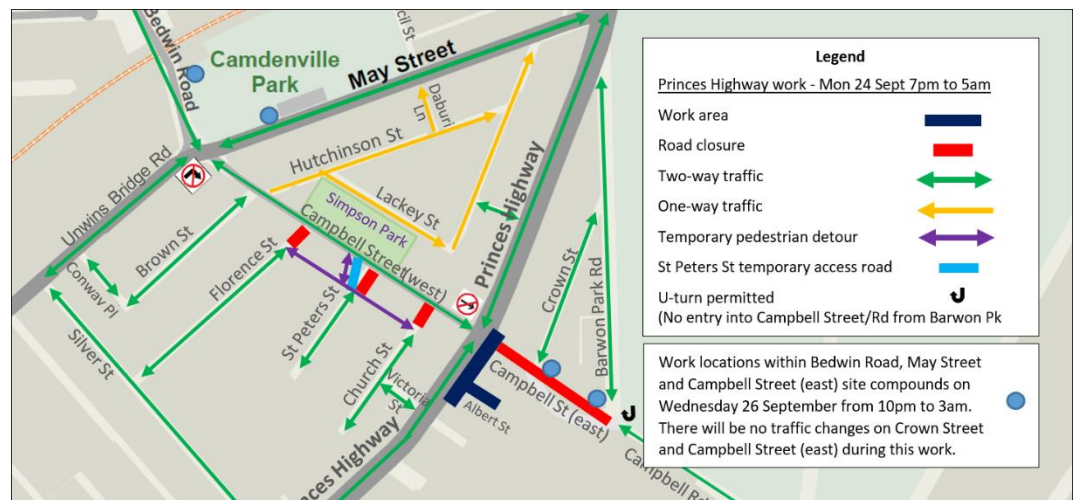 Bedwin Road
cil St
Camdenville
Park
May Street
Daburi
Ln
Hutchinson St
Unwins Bridge Rd
Simpson Park
Lackey St
Princes Highway
Campbell Street(west)
Brown St
Florence St
Conway Pl
St Peters St
Crown St
Barwon Park Rd
Silver St
Church St
Victoria
St
Albert St
Campbell St (east)
Princes Highway
Campbell Rd
Legend
Princes Highway work - Mon 24 Sept 7pm to 5am
Work area
Road closure
Two-way traffic
One-way traffic
Temporary pedestrian detour
St Peters St temporary access road
U-turn permitted
(No entry into Campbell Street/Rd from Barwon Pk
Work locations within Bedwin Road, May Street
and Campbell Street (east) site compounds on
Wednesday 26 September from 10pm to 3am.
There will be no traffic changes on Crown Street
and Campbell Street (east) during this work.